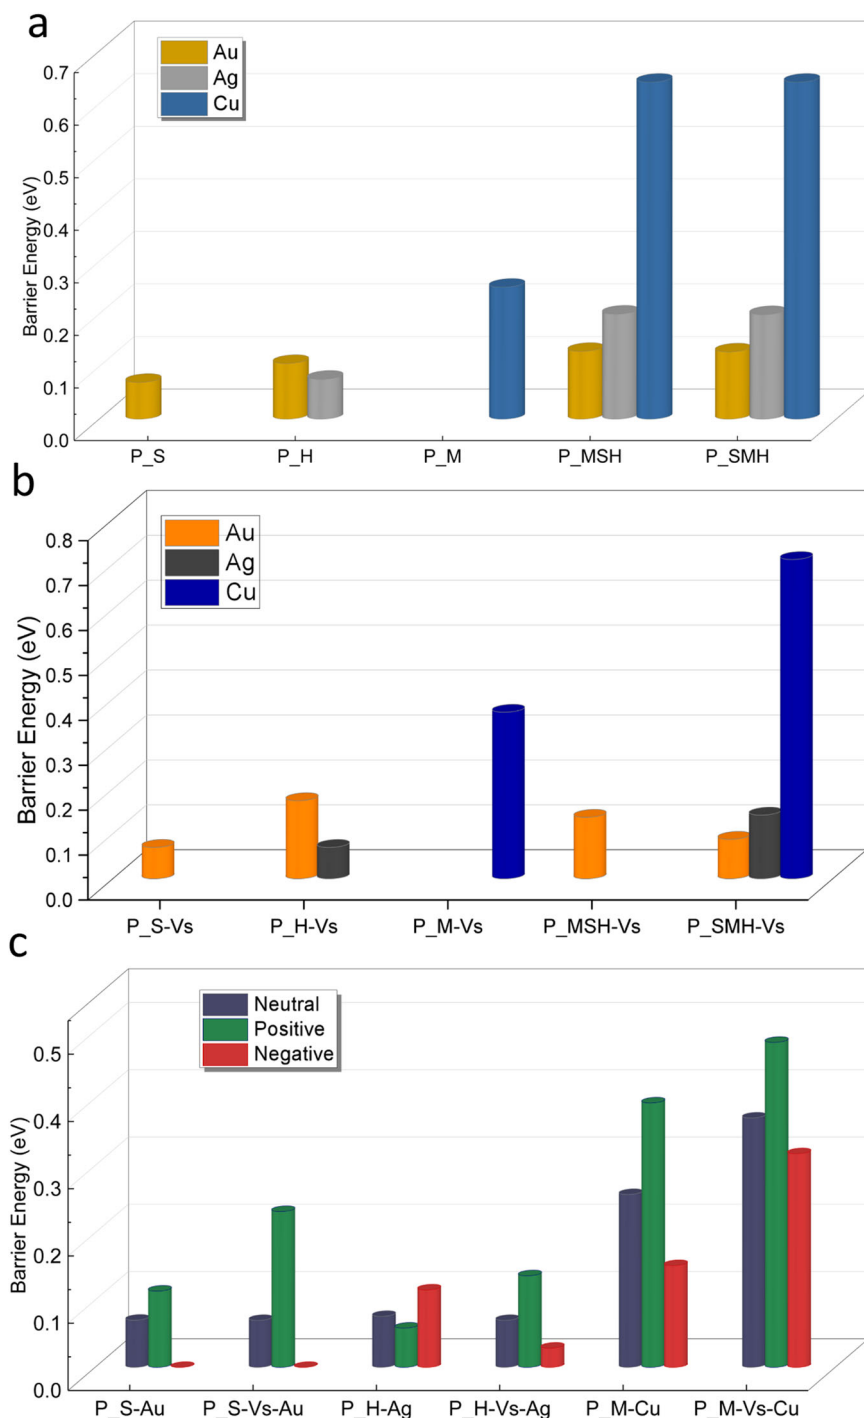 a
Au
Ag
Cu
Barrier Energy (eV)
0.7
0.6
0.5
0.4
0.3
0.2
0.1
0.0
P_S P_H P_M P_MSH P_SMH
b
Au
Ag
Cu
Barrier Energy (eV)
0.8
0.7
0.6
0.5
0.4
0.3
0.2
0.1
0.0
P_S-Vs P_H-Vs P_M-Vs P_MSH-Vs P_SMH-Vs
c
Neutral
Positive
Negative
Barrier Energy (eV)
0.5
0.4
0.3
0.2
0.1
0.0
P_S-Au P_S-Vs-Au P_H-Ag P_H-Vs-Ag P_M-Cu P_M-Vs-Cu